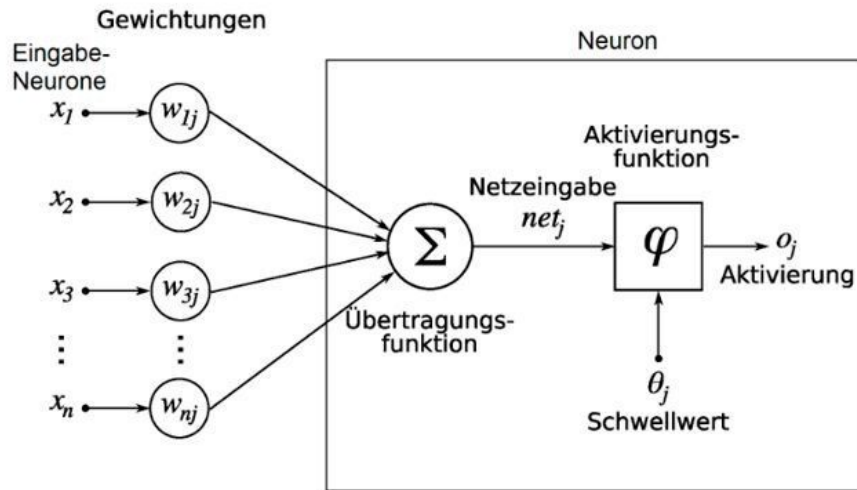 Gewichtungen
Eingabe-
Neurone
Neuron
x₁
w₁ⱼ
x₂
w₂ⱼ
x₃
w₃ⱼ
⋮
⋮
xₙ
wₙⱼ
Σ
Übertragungs-
funktion
Netzeingabe
netⱼ
Aktivierungs-
funktion
φ
oⱼ
Aktivierung
θⱼ
Schwellwert